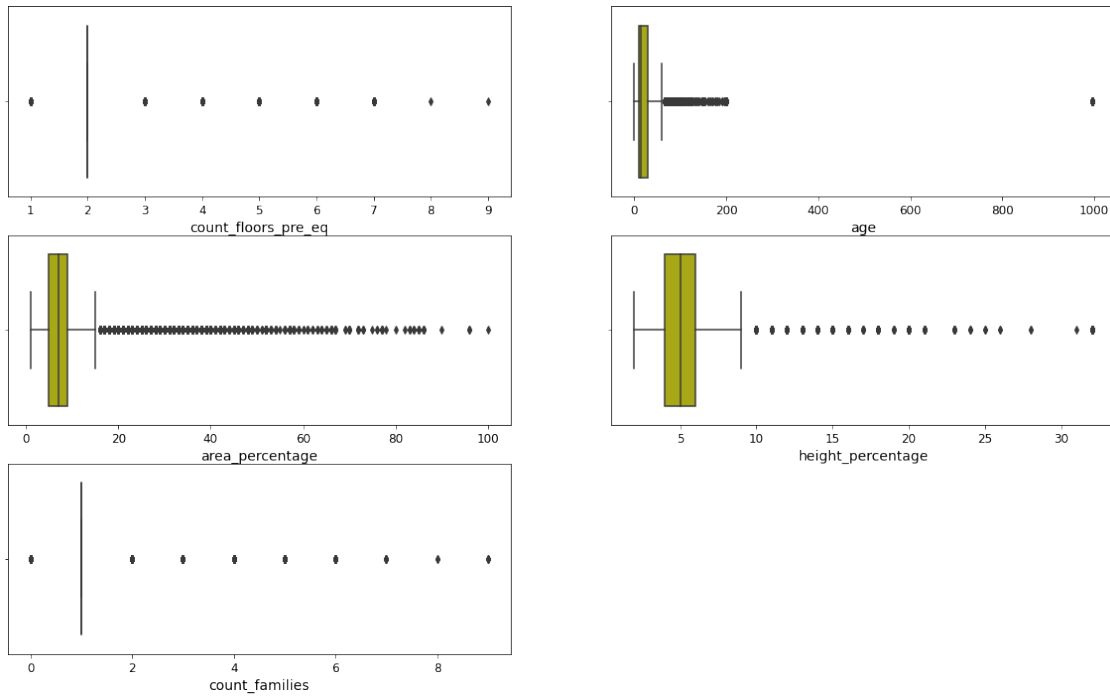 1 2 3 4 5 6 7 8 9
count_floors_pre_eq
0 200 400 600 800 1000
age
0 20 40 60 80 100
area_percentage
5 10 15 20 25 30
height_percentage
0 2 4 6 8
count_families